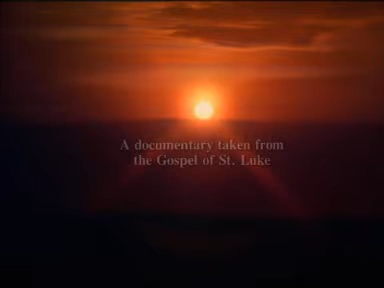 A documentary taken from
the Gospel of St. Luke